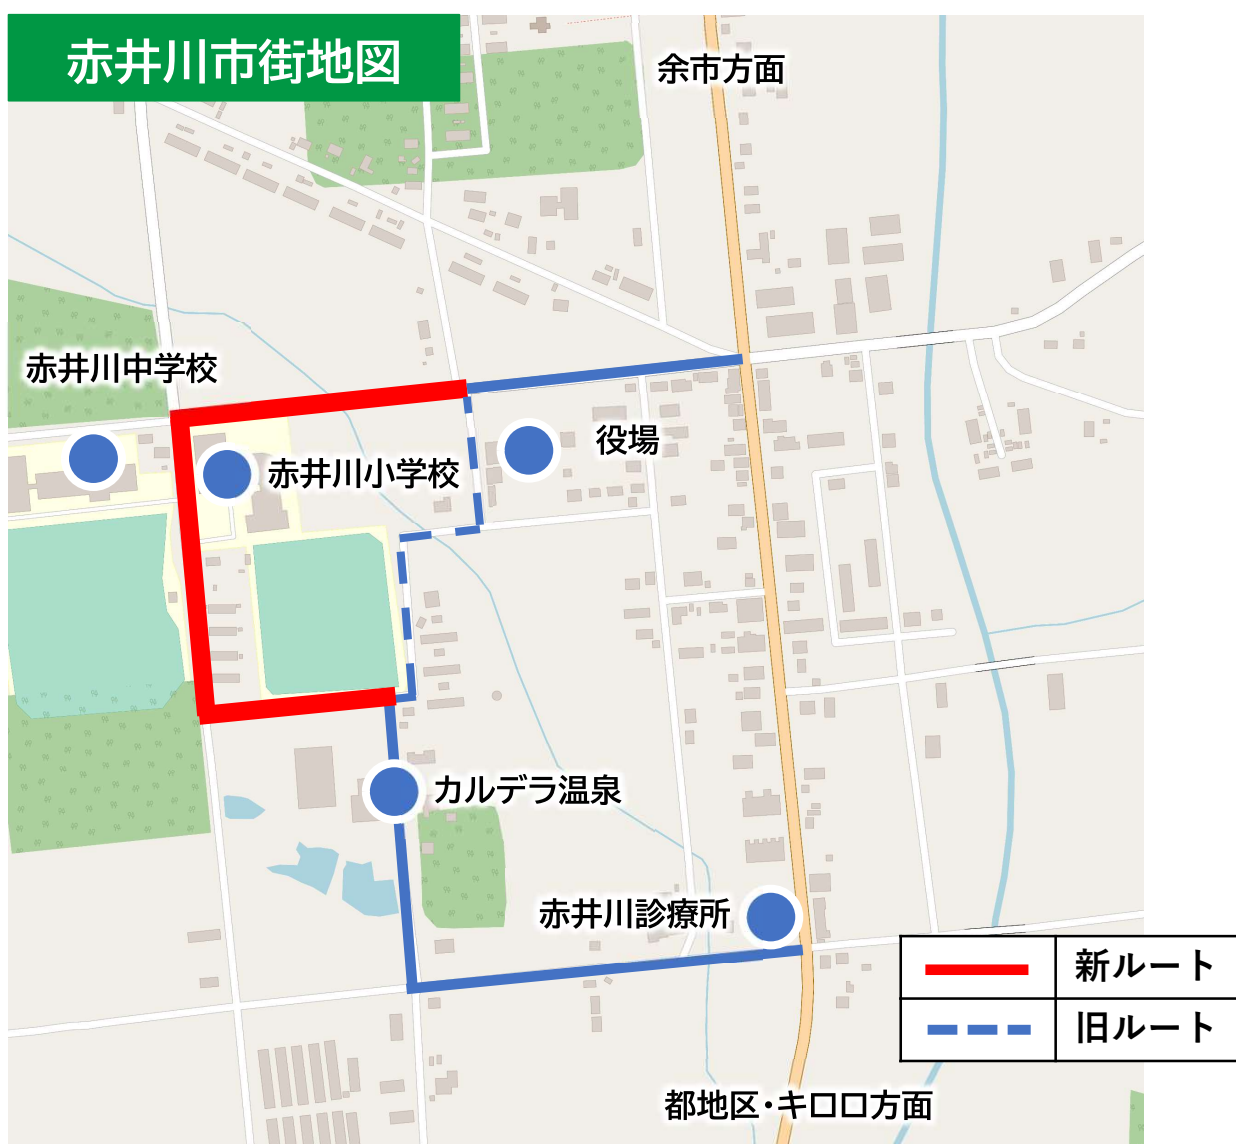 赤井川市街地図
余市方面
赤井川中学校
役場
赤井川小学校
カルデラ温泉
赤井川診療所
新ルート
旧ルート
都地区・キロロ方面